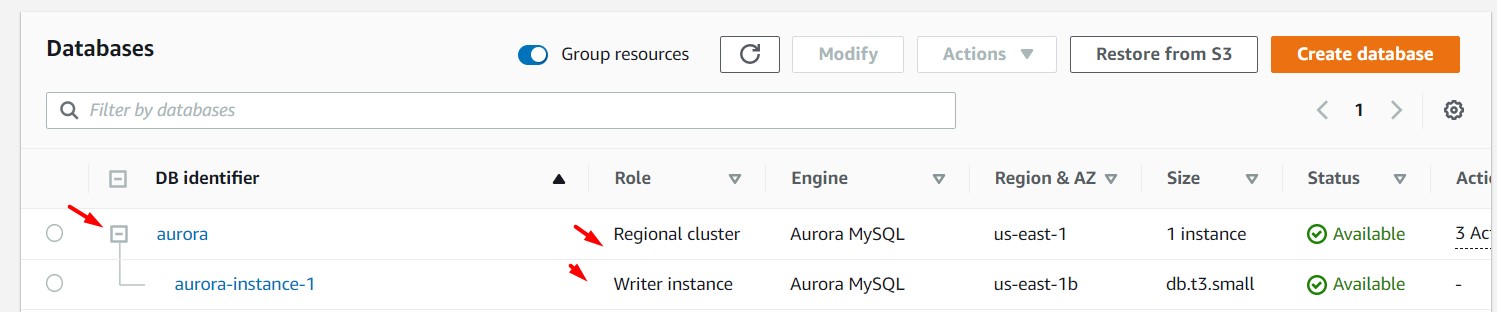 Databases
Group resources
Modify
Actions
Restore from S3
Create database
Filter by databases
1
DB identifier Role Engine Region & AZ Size Status Acti
aurora Regional cluster Aurora MySQL us-east-1 1 instance Available 3 Act
aurora-instance-1 Writer instance Aurora MySQL us-east-1b db.t3.small Available -